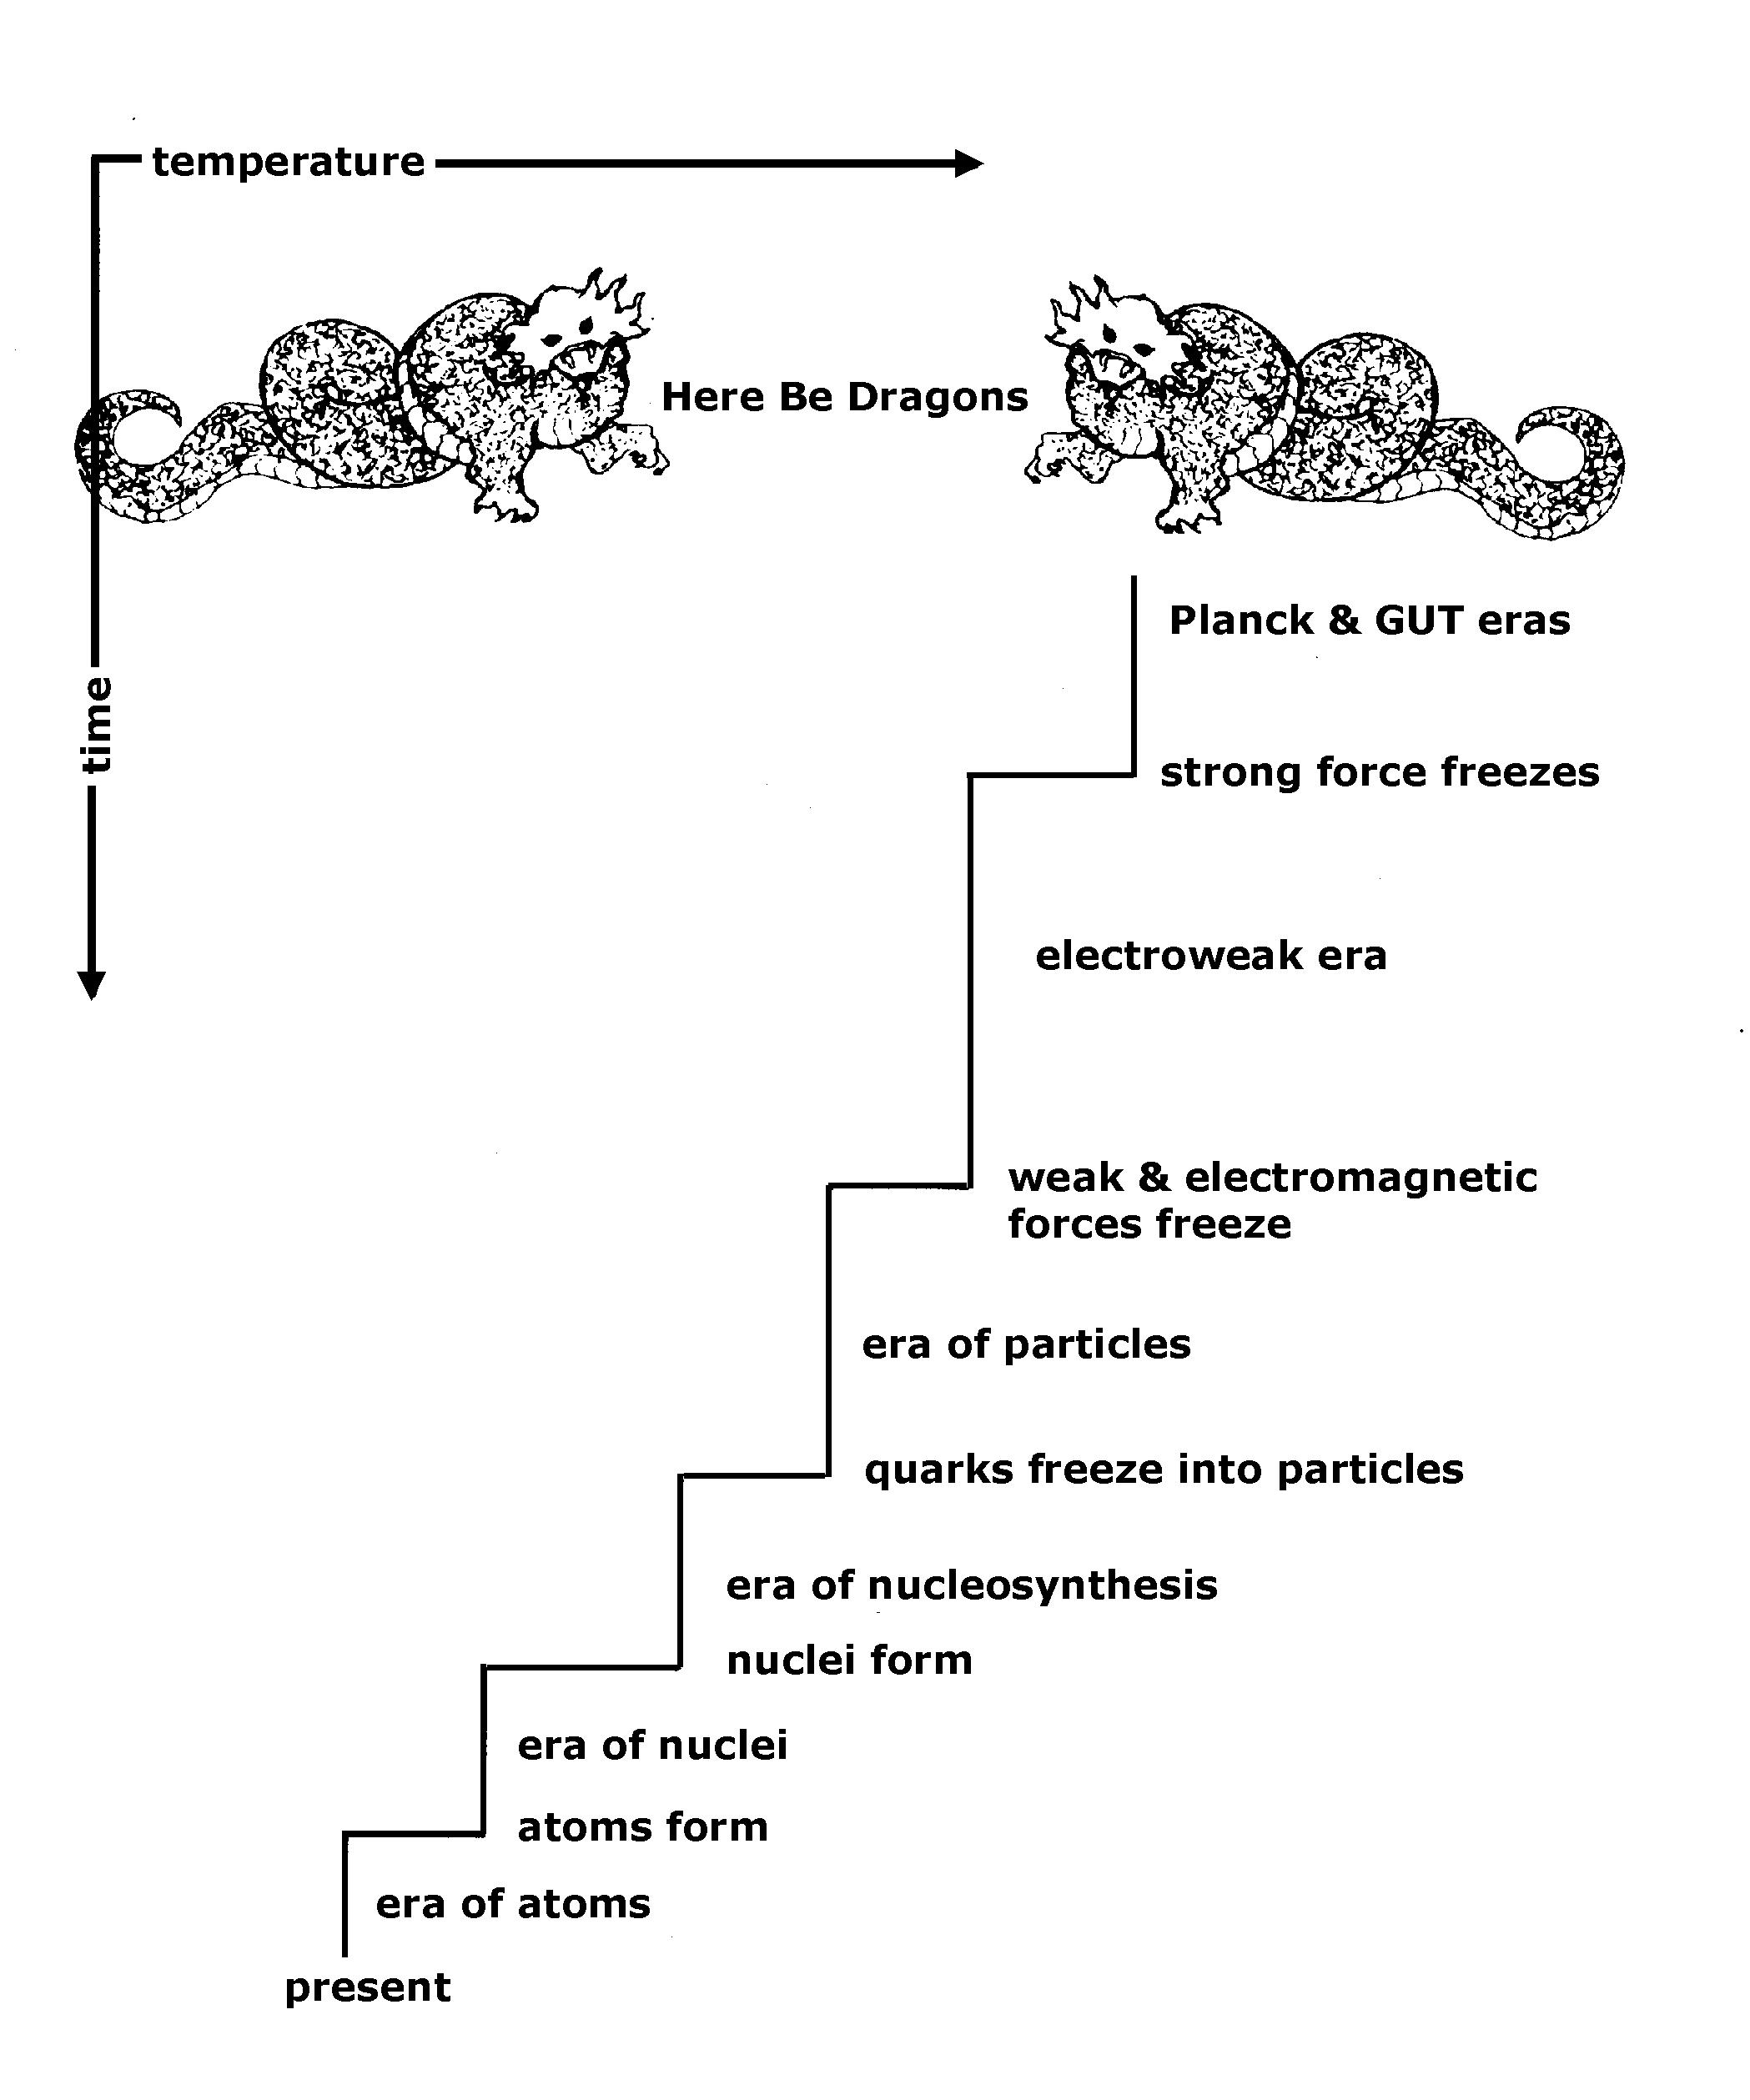 temperature
Here Be Dragons
time
Planck & GUT eras
strong force freezes
electroweak era
weak & electromagnetic
forces freeze
era of particles
quarks freeze into particles
era of nucleosynthesis
nuclei form
era of nuclei
atoms form
era of atoms
present